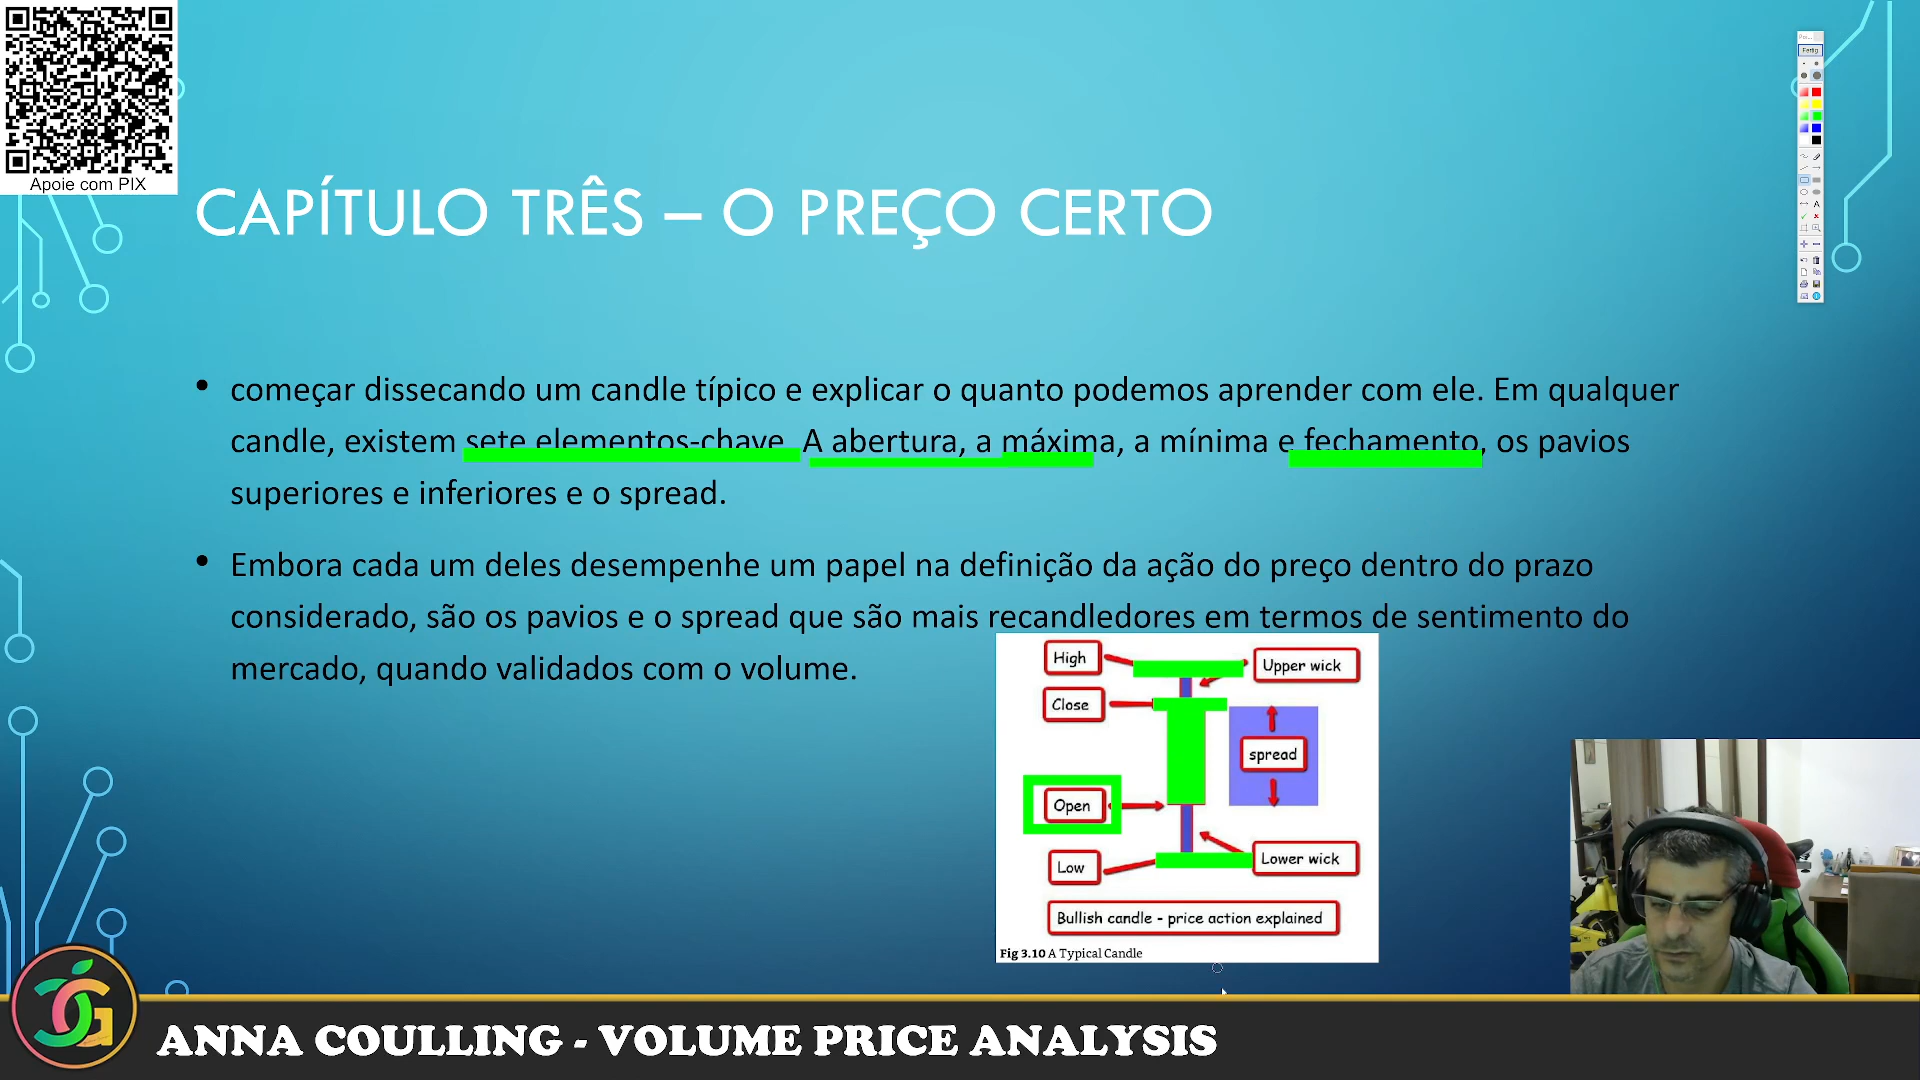 Apoie com PIX
Fertig
CAPÍTULO TRÊS – O PREÇO CERTO
• começar dissecando um candle típico e explicar o quanto podemos aprender com ele. Em qualquer
candle, existem sete elementos-chave. A abertura, a máxima, a mínima e fechamento, os pavios
superiores e inferiores e o spread.
• Embora cada um deles desempenhe um papel na definição da ação do preço dentro do prazo
considerado, são os pavios e o spread que são mais recandledores em termos de sentimento do
mercado, quando validados com o volume.
High
Upper wick
Close
spread
Open
Low
Lower wick
Bullish candle - price action explained
Fig 3.10 A Typical Candle
ANNA COULLING - VOLUME PRICE ANALYSIS